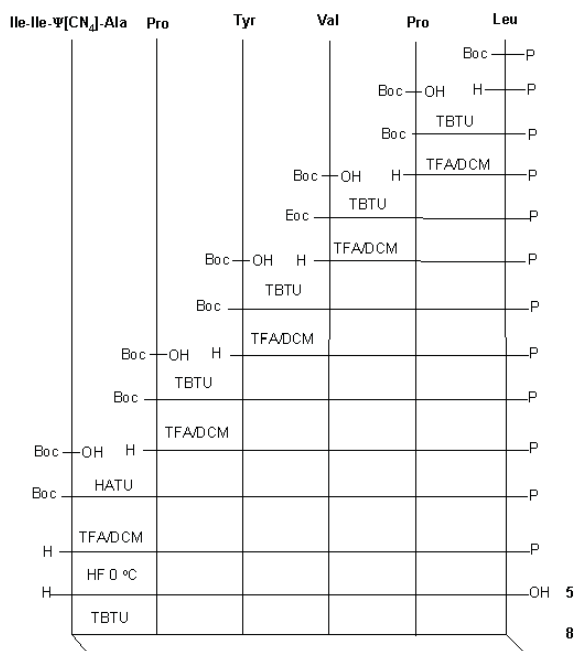 Ile-Ile-Ψ[CN₄]-Ala Pro Tyr Val Pro Leu
Boc P
Boc OH H P
TBTU
Boc P
TFA/DCM
Boc OH H P
TBTU
Eoc P
TFA/DCM
Boc OH H P
TBTU
Boc P
TFA/DCM
Boc OH H P
TBTU
Boc P
TFA/DCM
Boc OH H P
HATU
Boc P
TFA/DCM
H P
HF 0 ºC
H OH 5
TBTU
8